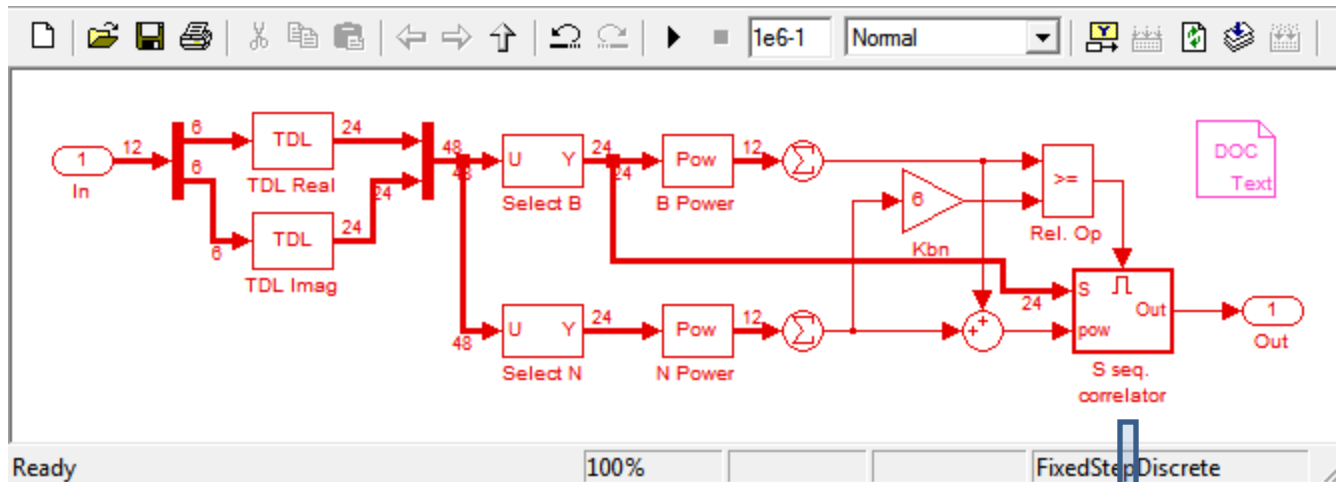 1e6-1 Normal
12 6 TDL 24
1 In
6 TDL Real 24
6 TDL 24
TDL Imag
48
48
U Y 24
24
Select B
Pow 12
B Power
Σ
6
Kbn
>=
Rel. Op
DOC
Text
48 U Y 24
Select N
Pow 12
N Power
Σ
+ +
24 S Out
pow
S seq.
correlator
1
Out
Ready 100% FixedStepDiscrete